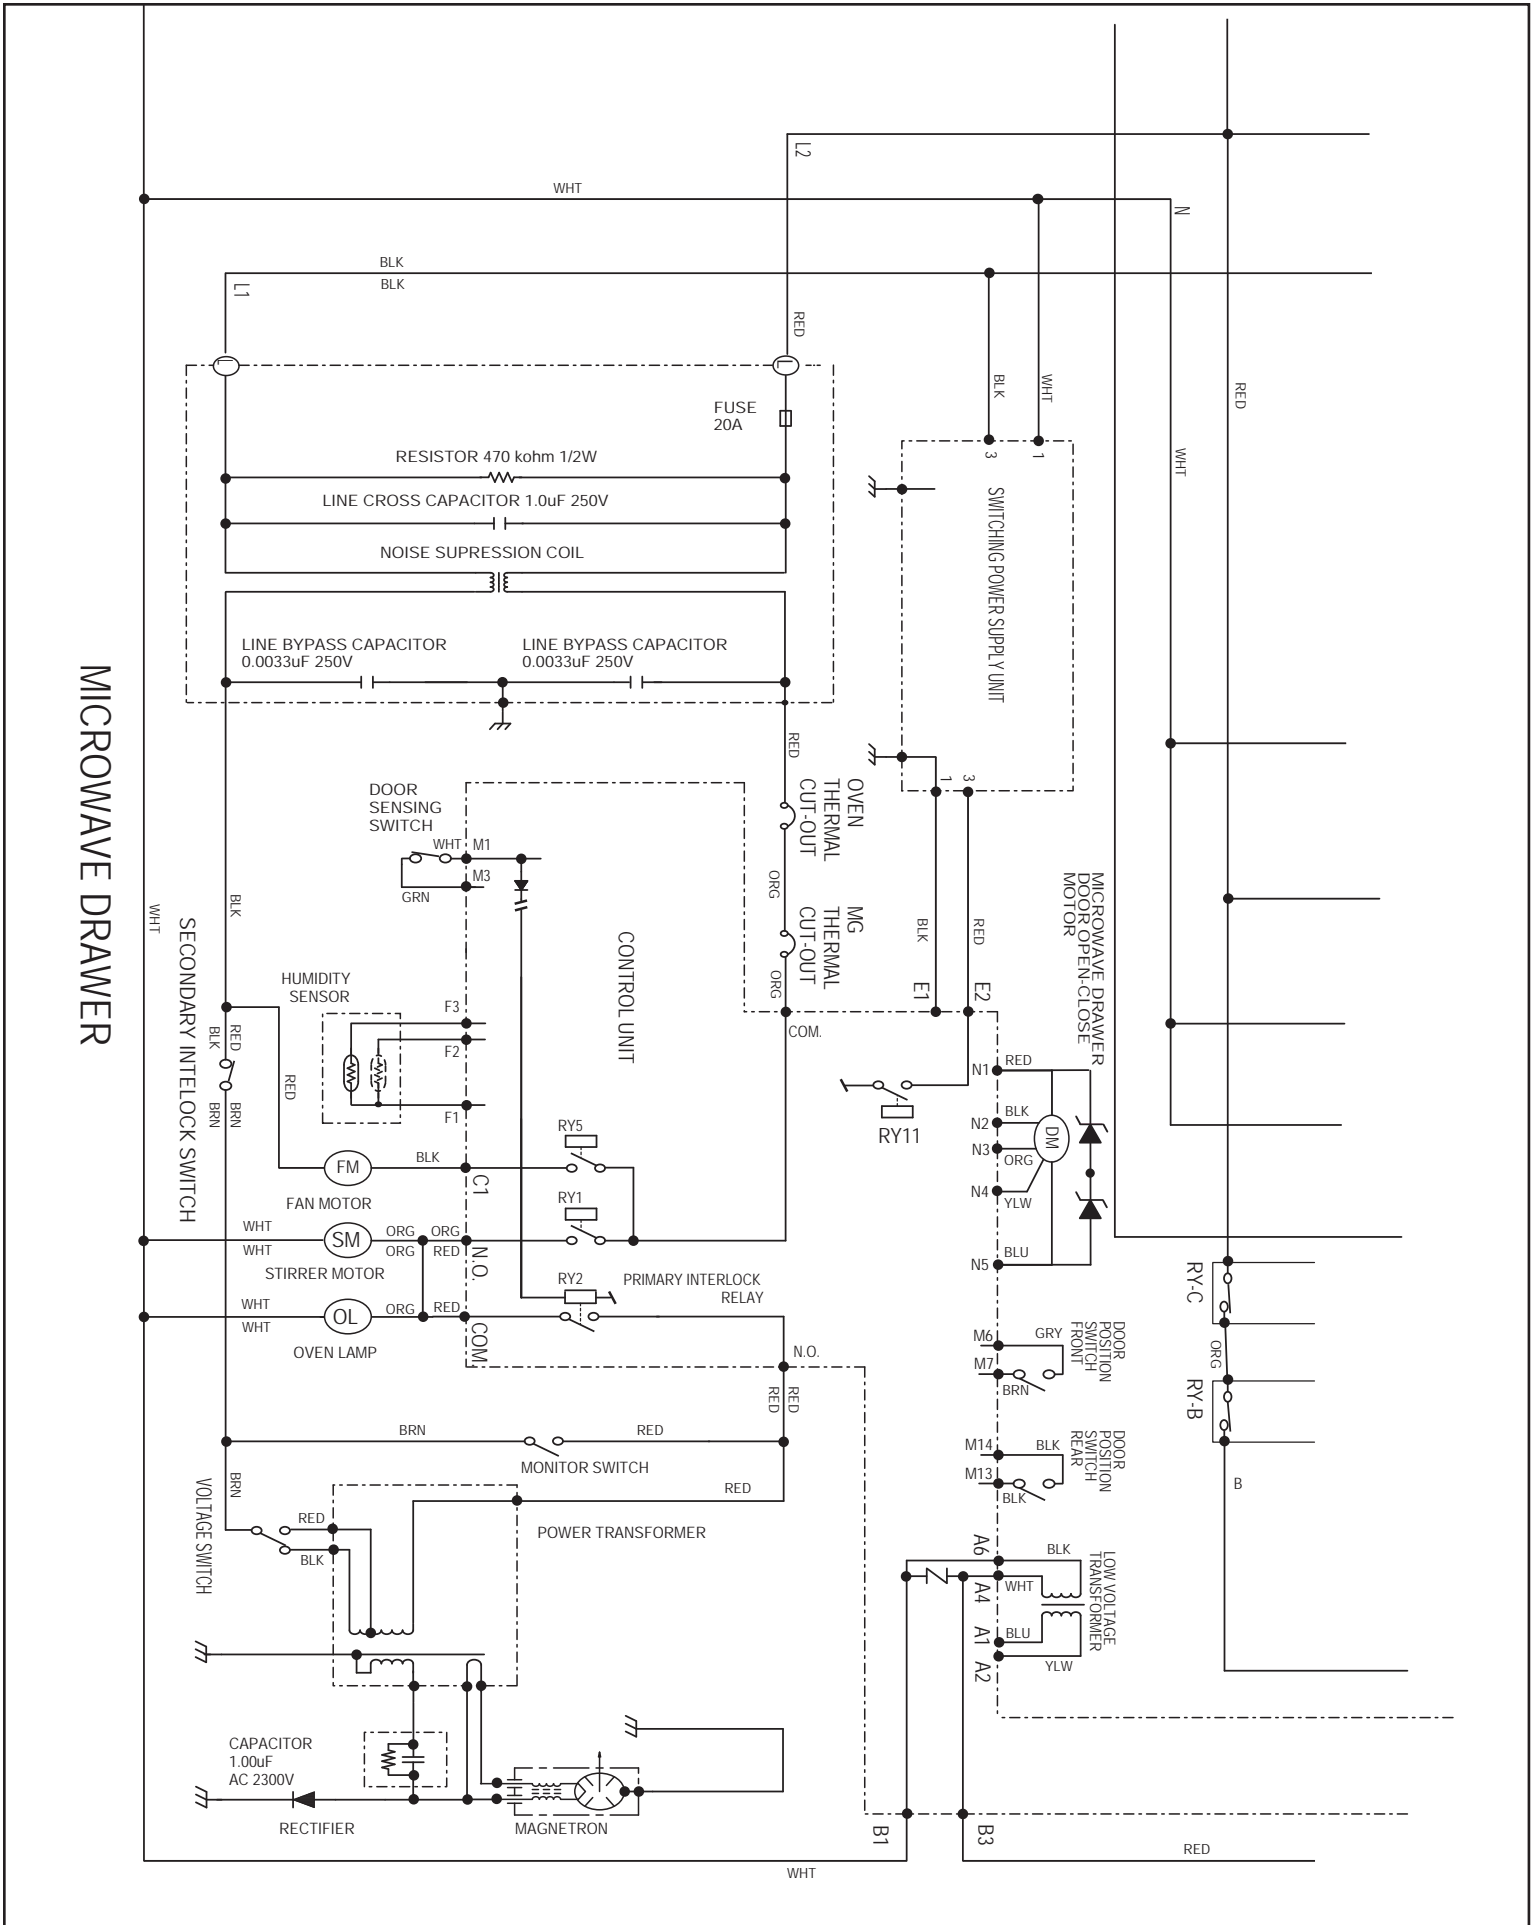 L2
WHT
N
BLK
BLK
L1
RED
BLK
WHT
RED
FUSE
20A
WHT
RESISTOR 470 kohm 1/2W
3
1
LINE CROSS CAPACITOR 1.0uF 250V
SWITCHING POWER SUPPLY UNIT
NOISE SUPRESSION COIL
LINE BYPASS CAPACITOR
0.0033uF 250V
LINE BYPASS CAPACITOR
0.0033uF 250V
MICROWAVE DRAWER
RED
1
3
DOOR
SENSING
SWITCH
WHT
M1
M3
GRN
OVEN
THERMAL
CUT-OUT
ORG
MG
THERMAL
CUT-OUT
ORG
MICROWAVE DRAWER
DOOR OPEN-CLOSE
MOTOR
BLK
WHT
SECONDARY INTELOCK SWITCH
CONTROL UNIT
BLK
RED
E1
E2
HUMIDITY
SENSOR
F3
F2
F1
COM.
RED
BLK
RED
BRN
BRN
N1
RED
N2
BLK
N3
ORG
N4
YLW
N5
BLU
DM
RY11
RY5
FM
BLK
C1
FAN MOTOR
RY1
WHT
WHT
SM
ORG
ORG
ORG
RED
N.O.
STIRRER MOTOR
RY2
PRIMARY INTERLOCK
RELAY
WHT
WHT
OL
ORG
RED
COM
OVEN LAMP
N.O.
RED
RED
RY-C
ORG
RY-B
B
M6
GRY
M7
BRN
DOOR
POSITION
SWITCH
FRONT
BRN
RED
MONITOR SWITCH
M14
BLK
M13
BLK
DOOR
POSITION
SWITCH
REAR
BRN
VOLTAGE SWITCH
RED
BLK
RED
POWER TRANSFORMER
A6
BLK
A4
WHT
A1
BLU
A2
YLW
LOW VOLTAGE
TRANSFORMER
CAPACITOR
1.00uF
AC 2300V
RECTIFIER
MAGNETRON
B1
B3
RED
WHT